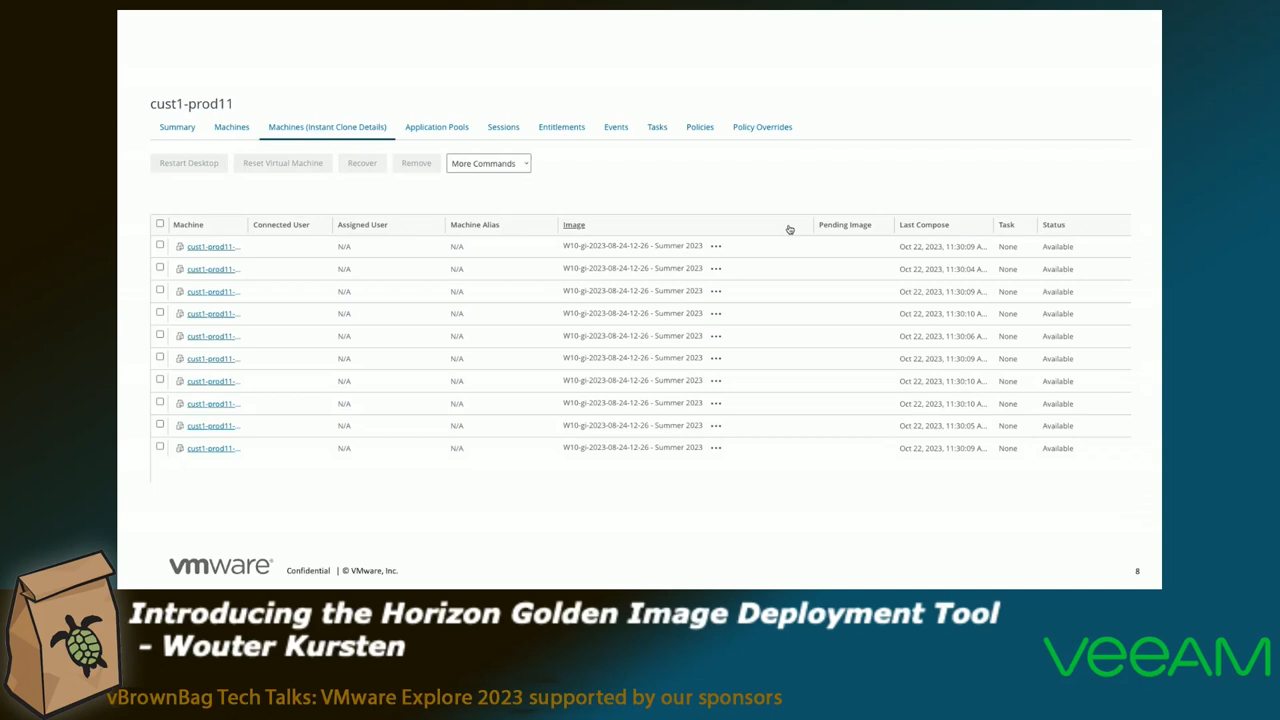 cust1-prod11
Summary Machines Machines (Instant Clone Details) Application Pools Sessions Entitlements Events Tasks Policies Policy Overrides
Restart Desktop Reset Virtual Machine Recover Remove More Commands
Machine Connected User Assigned User Machine Alias Image Pending Image Last Compose Task Status
cust1-prod11-... N/A N/A W10-gi-2023-08-24-12-26 - Summer 2023 ••• Oct 22, 2023, 11:30:09 A... None Available
cust1-prod11-... N/A N/A W10-gi-2023-08-24-12-26 - Summer 2023 ••• Oct 22, 2023, 11:30:04 A... None Available
cust1-prod11-... N/A N/A W10-gi-2023-08-24-12-26 - Summer 2023 ••• Oct 22, 2023, 11:30:09 A... None Available
cust1-prod11-... N/A N/A W10-gi-2023-08-24-12-26 - Summer 2023 ••• Oct 22, 2023, 11:30:10 A... None Available
cust1-prod11-... N/A N/A W10-gi-2023-08-24-12-26 - Summer 2023 ••• Oct 22, 2023, 11:30:06 A... None Available
cust1-prod11-... N/A N/A W10-gi-2023-08-24-12-26 - Summer 2023 ••• Oct 22, 2023, 11:30:09 A... None Available
cust1-prod11-... N/A N/A W10-gi-2023-08-24-12-26 - Summer 2023 ••• Oct 22, 2023, 11:30:10 A... None Available
cust1-prod11-... N/A N/A W10-gi-2023-08-24-12-26 - Summer 2023 ••• Oct 22, 2023, 11:30:10 A... None Available
cust1-prod11-... N/A N/A W10-gi-2023-08-24-12-26 - Summer 2023 ••• Oct 22, 2023, 11:30:05 A... None Available
cust1-prod11-... N/A N/A W10-gi-2023-08-24-12-26 - Summer 2023 ••• Oct 22, 2023, 11:30:09 A... None Available
vmware® Confidential | © VMware, Inc. 8
Introducing the Horizon Golden Image Deployment Tool
- Wouter Kursten
veeAM
vBrownBag Tech Talks: VMware Explore 2023 supported by our sponsors